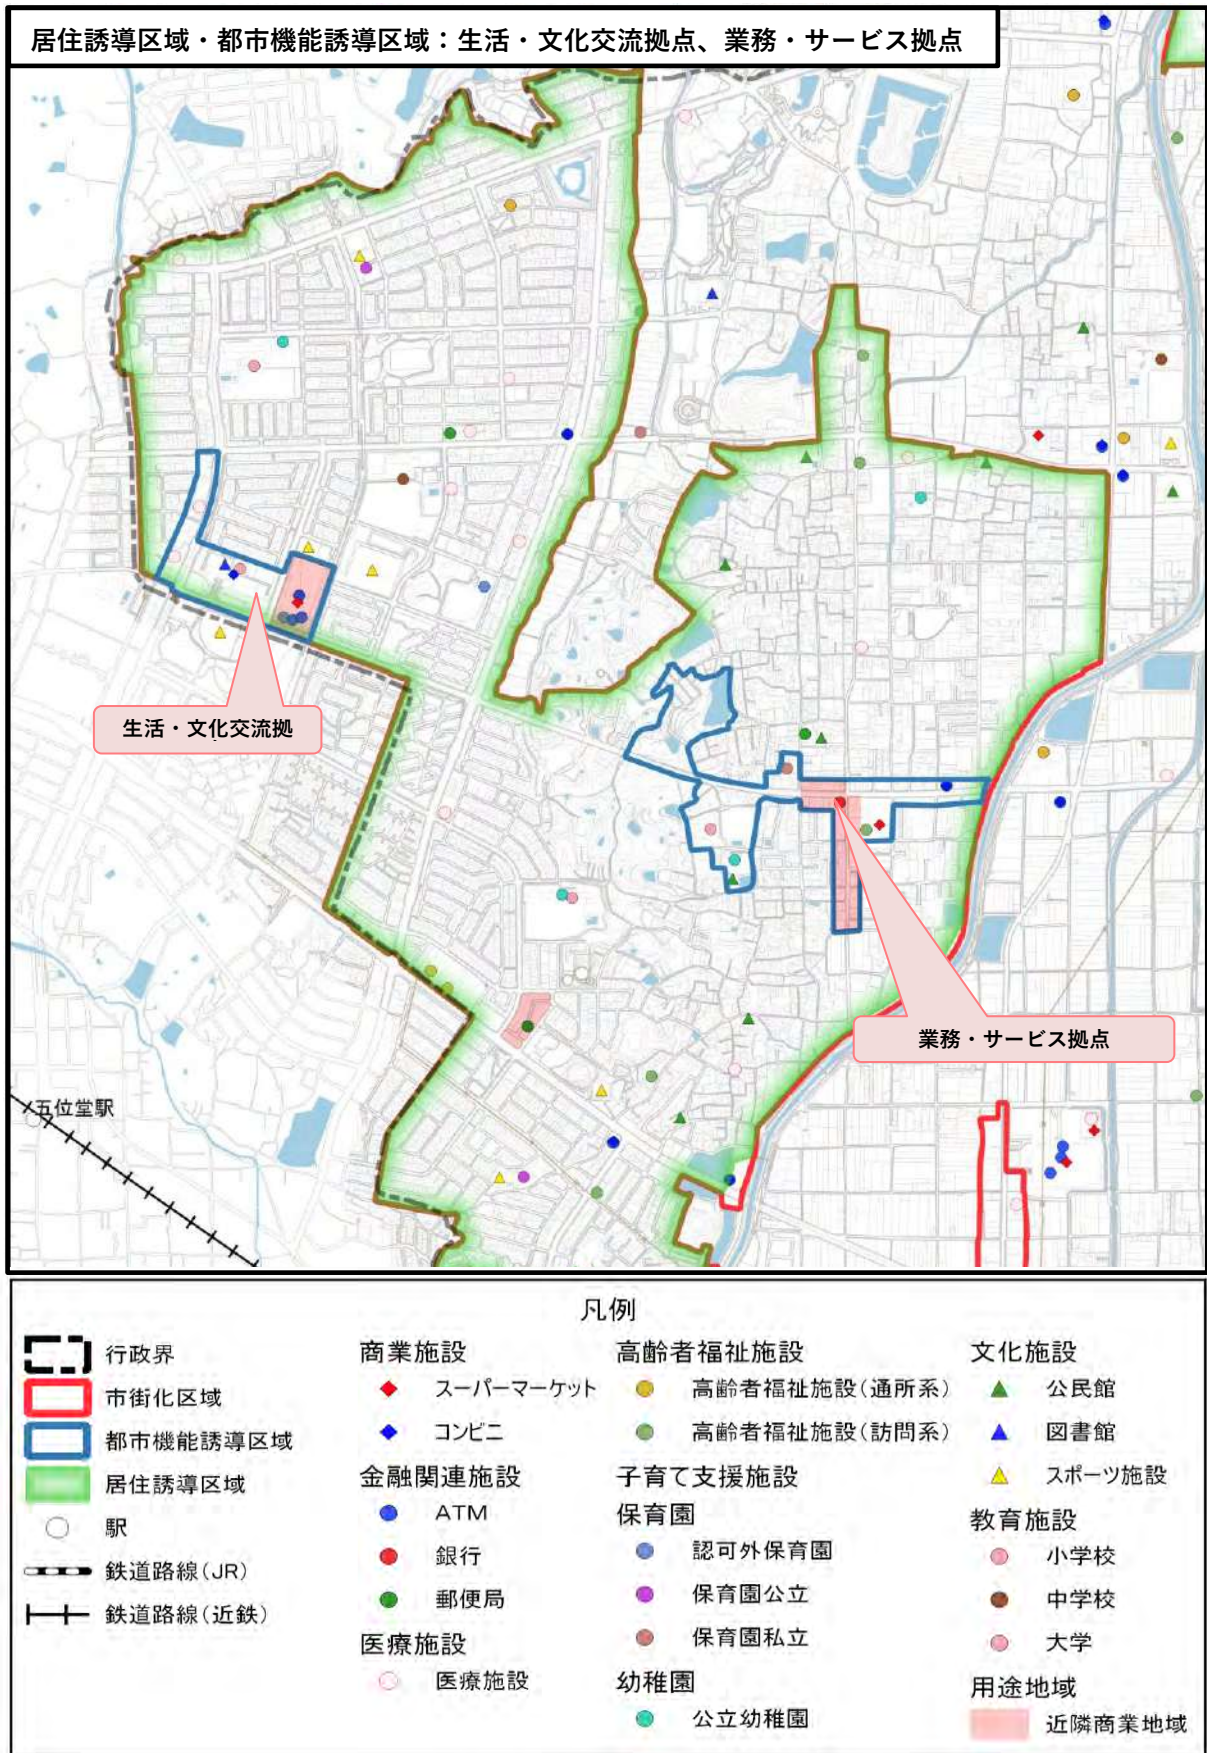 居住誘導区域・都市機能誘導区域：生活・文化交流拠点、業務・サービス拠点
生活・文化交流拠
業務・サービス拠点
五位堂駅
凡例
行政界
市街化区域
都市機能誘導区域
居住誘導区域
駅
鉄道路線(JR)
鉄道路線(近鉄)
商業施設
スーパーマーケット
コンビニ
金融関連施設
ATM
銀行
郵便局
医療施設
医療施設
高齢者福祉施設
高齢者福祉施設(通所系)
高齢者福祉施設(訪問系)
子育て支援施設
保育園
認可外保育園
保育園公立
保育園私立
幼稚園
公立幼稚園
文化施設
公民館
図書館
スポーツ施設
教育施設
小学校
中学校
大学
用途地域
近隣商業地域